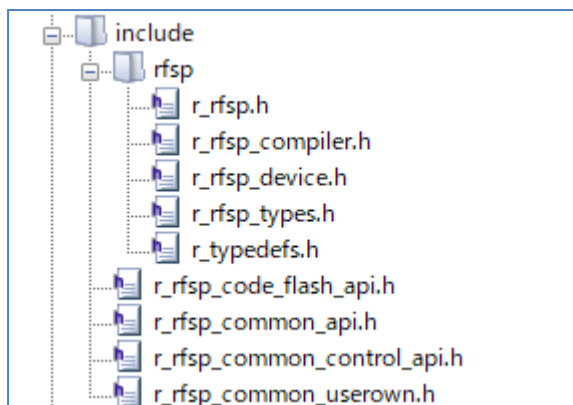 include
rfsp
r_rfsp.h
r_rfsp_compiler.h
r_rfsp_device.h
r_rfsp_types.h
r_typedefs.h
r_rfsp_code_flash_api.h
r_rfsp_common_api.h
r_rfsp_common_control_api.h
r_rfsp_common_userown.h